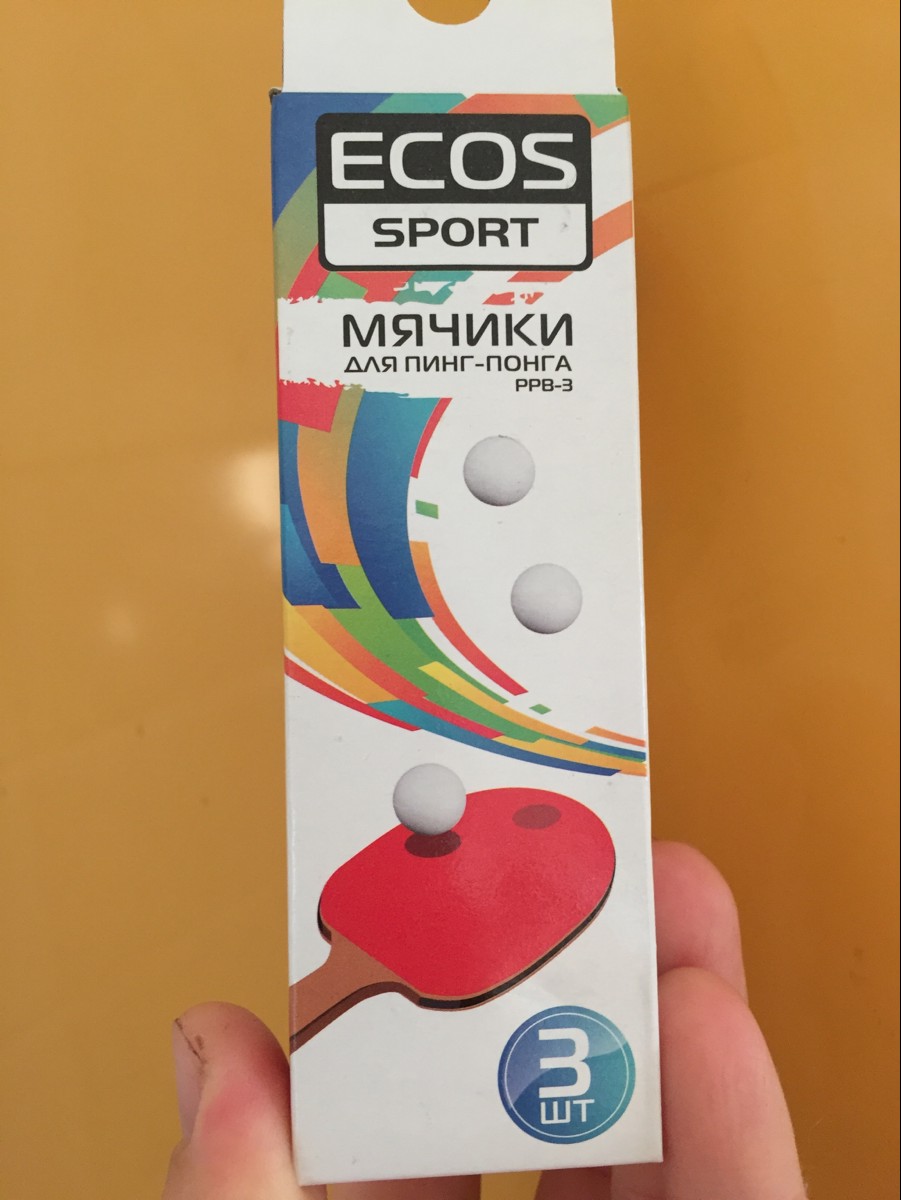 ECOS
SPORT
МЯЧИКИ
ДЛЯ ПИНГ-ПОНГА
PPB-3
3
ШТ